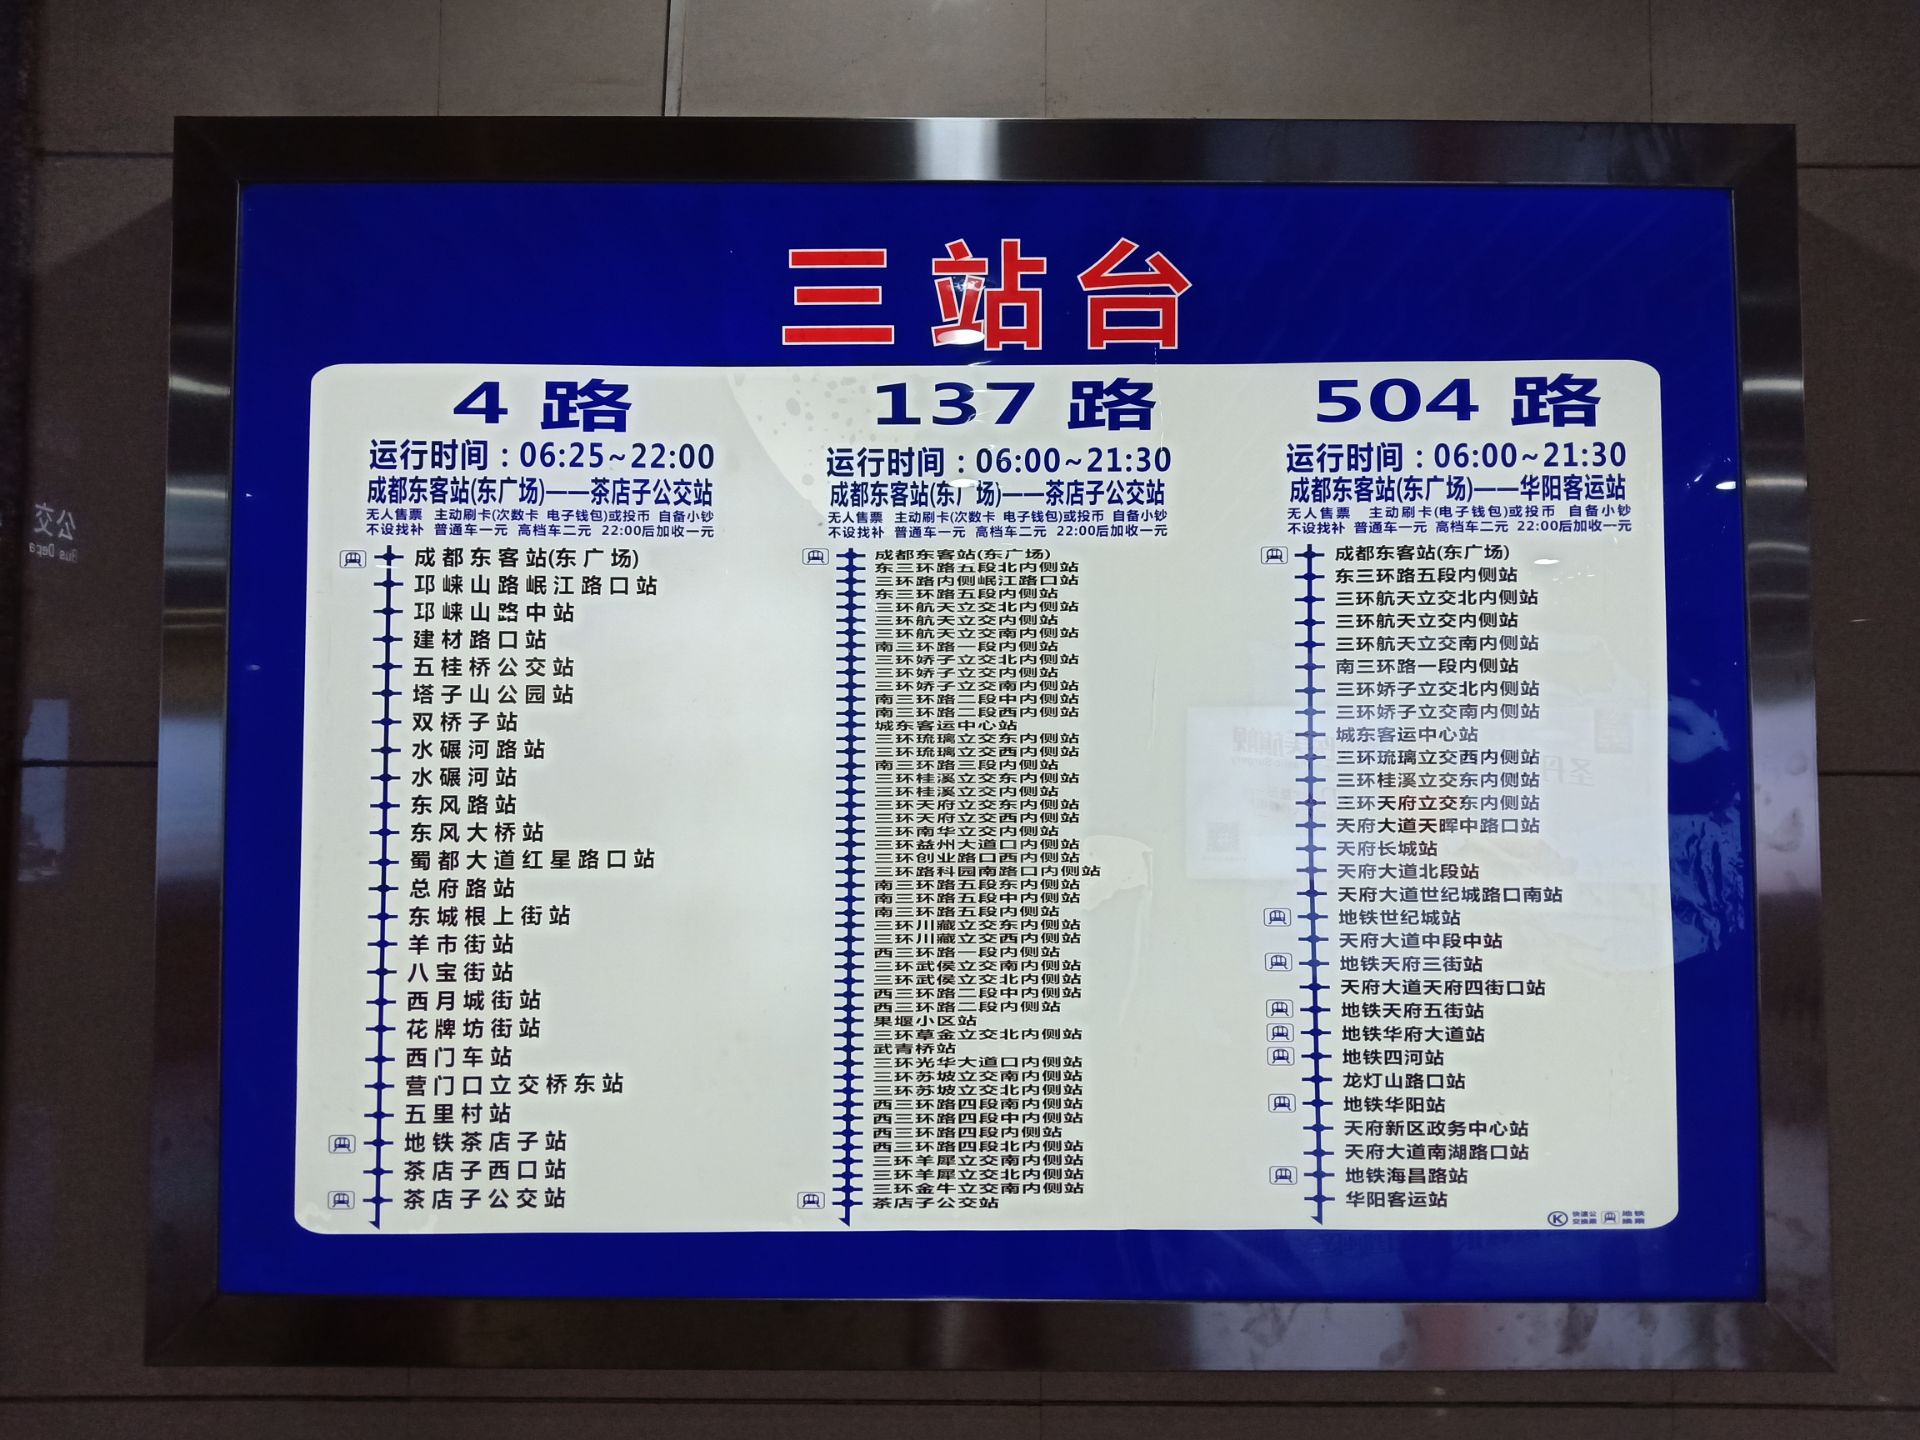 三站台
4 路
运行时间：06:25~22:00
成都东客站(东广场)——茶店子公交站
无人售票 主动刷卡(次数卡 电子钱包)或投币 自备小钞
不设找补 普通车一元 高档车二元 22:00后加收一元
成都东客站(东广场)
邛崃山路岷江路口站
邛崃山路中站
建材路口站
五桂桥公交站
塔子山公园站
双桥子站
水碾河路站
水碾河站
东风路站
东风大桥站
蜀都大道红星路口站
总府路站
东城根上街站
羊市街站
八宝街站
西月城街站
花牌坊街站
西门车站
营门口立交桥东站
五里村站
地铁茶店子站
茶店子西口站
茶店子公交站
137 路
运行时间：06:00~21:30
成都东客站(东广场)——茶店子公交站
无人售票 主动刷卡(次数卡 电子钱包)或投币 自备小钞
不设找补 普通车一元 高档车二元 22:00后加收一元
成都东客站(东广场)
东三环路五段北内侧站
三环路内侧岷江路口站
东三环路五段内侧站
三环航天立交北内侧站
三环航天立交内侧站
三环航天立交南内侧站
南三环路一段内侧站
三环娇子立交北内侧站
三环娇子立交内侧站
三环娇子立交南内侧站
南三环路二段中内侧站
南三环路二段西内侧站
城东客运中心站
三环琉璃立交东内侧站
三环琉璃立交西内侧站
南三环路三段内侧站
三环桂溪立交东内侧站
三环桂溪立交内侧站
三环天府立交东内侧站
三环天府立交西内侧站
三环南华立交内侧站
三环益州大道口内侧站
三环创业路口西内侧站
三环路科园南路口内侧站
南三环路五段东内侧站
南三环路五段中内侧站
南三环路五段内侧站
三环川藏立交东内侧站
三环川藏立交西内侧站
西三环路一段内侧站
三环武侯立交南内侧站
三环武侯立交北内侧站
西三环路二段中内侧站
西三环路二段内侧站
果堰小区站
三环草金立交北内侧站
武青桥站
三环光华大道口内侧站
三环苏坡立交南内侧站
三环苏坡立交北内侧站
西三环路四段南内侧站
西三环路四段中内侧站
西三环路四段内侧站
西三环路四段北内侧站
三环羊犀立交南内侧站
三环羊犀立交北内侧站
三环金牛立交南内侧站
茶店子公交站
504 路
运行时间：06:00~21:30
成都东客站(东广场)——华阳客运站
无人售票 主动刷卡(电子钱包)或投币 自备小钞
不设找补 普通车一元 高档车二元 22:00后加收一元
成都东客站(东广场)
东三环路五段内侧站
三环航天立交北内侧站
三环航天立交内侧站
三环航天立交南内侧站
南三环路一段内侧站
三环娇子立交北内侧站
三环娇子立交南内侧站
城东客运中心站
三环琉璃立交西内侧站
三环桂溪立交东内侧站
三环天府立交东内侧站
天府大道天晖中路口站
天府长城站
天府大道北段站
天府大道世纪城路口南站
地铁世纪城站
天府大道中段中站
地铁天府三街站
天府大道天府四街口站
地铁天府五街站
地铁华府大道站
地铁四河站
龙灯山路口站
地铁华阳站
天府新区政务中心站
天府大道南湖路口站
地铁海昌路站
华阳客运站
K 快速公 地铁
交换乘 换乘